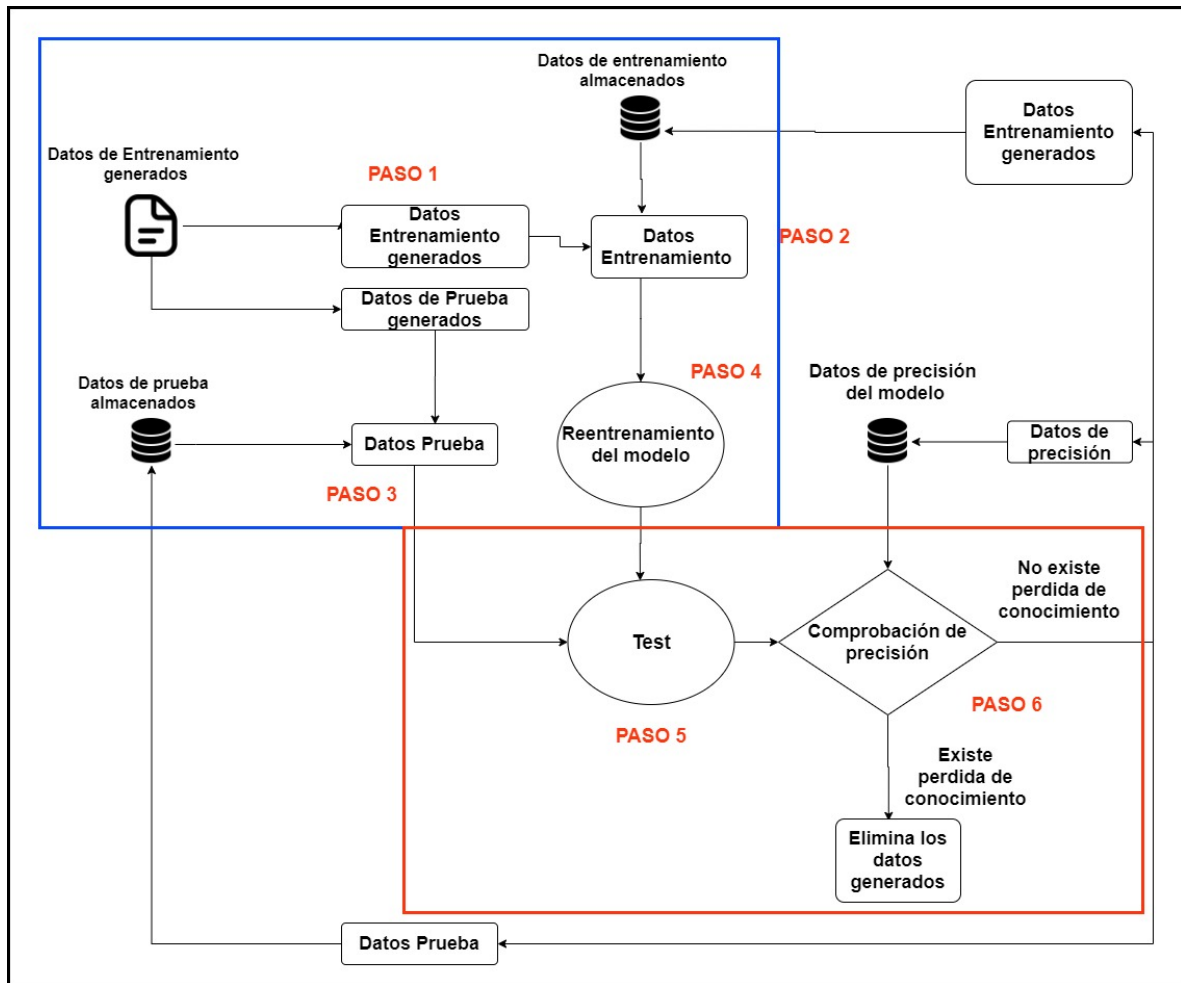 Datos de entrenamiento
almacenados
Datos
Entrenamiento
generados
Datos de Entrenamiento
generados
PASO 1
Datos
Entrenamiento
generados
Datos
Entrenamiento
PASO 2
Datos de Prueba
generados
PASO 4
Datos de prueba
almacenados
Datos de precisión
del modelo
Reentrenamiento
del modelo
Datos de
precisión
Datos Prueba
PASO 3
No existe
perdida de
conocimiento
Test
Comprobación de
precisión
PASO 5
PASO 6
Existe
perdida de
conocimiento
Elimina los
datos
generados
Datos Prueba